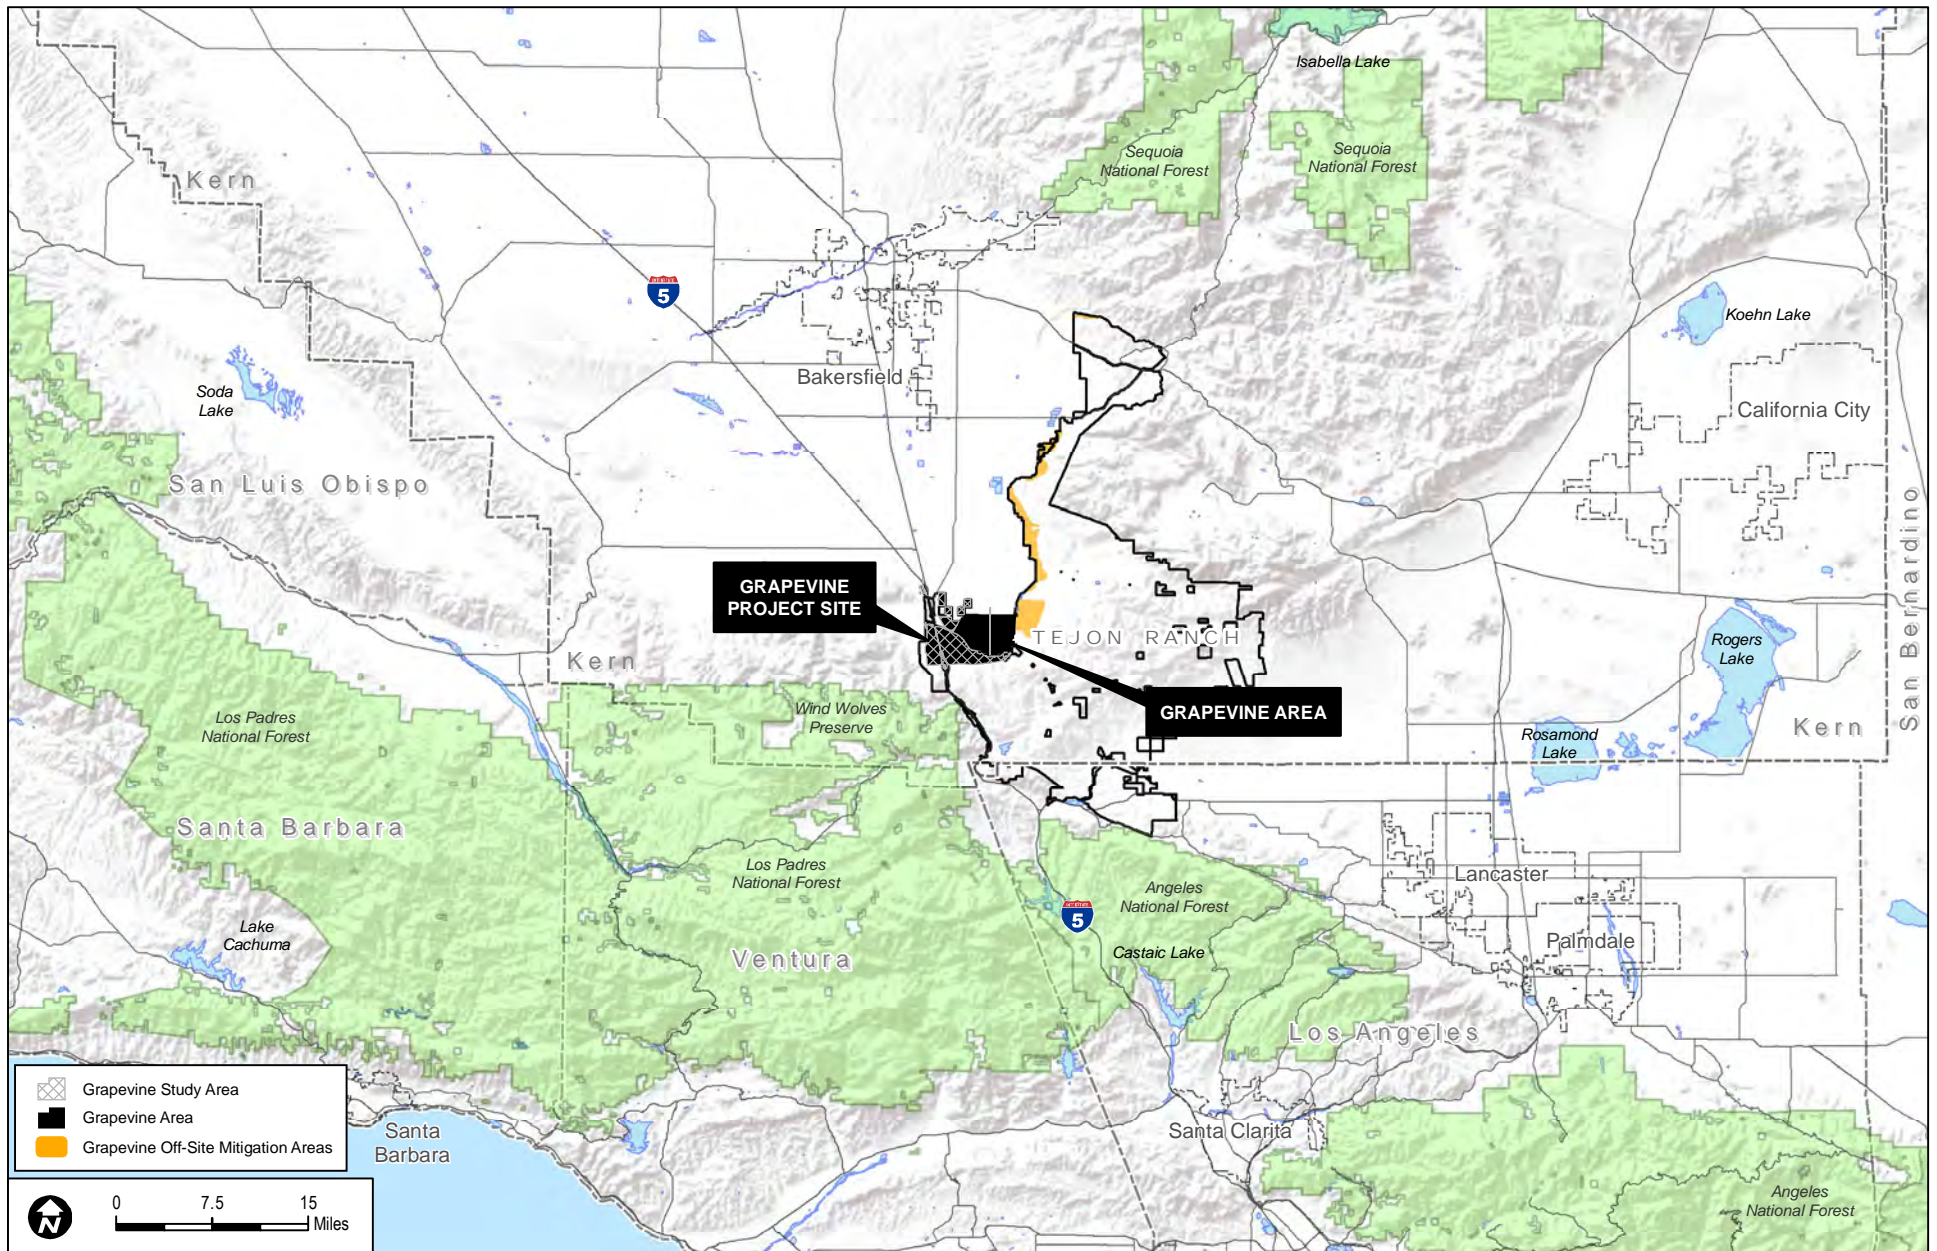 Isabella Lake
Sequoia
National Forest
Sequoia
National Forest
Kern
5
Koehn Lake
Soda
Lake
Bakersfield
California City
San Luis Obispo
San Bernardino
GRAPEVINE
PROJECT SITE
TEJON RANCH
Rogers
Lake
Kern
GRAPEVINE AREA
Los Padres
National Forest
Wind Wolves
Preserve
Rosamond
Lake
Kern
Santa Barbara
Los Padres
National Forest
Angeles
National Forest
Lancaster
5
Lake
Cachuma
Ventura
Castaic Lake
Palmdale
Los Angeles
Grapevine Study Area
Grapevine Area
Grapevine Off-Site Mitigation Areas
Santa
Barbara
Santa Clarita
Angeles
National Forest
N
0 7.5 15
Miles